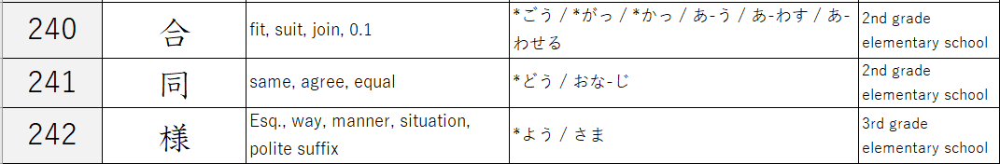 240 合 fit, suit, join, 0.1 *ごう / *がっ / *かっ / あ-う / あ-わす / あ-わせる 2nd grade elementary school
241 同 same, agree, equal *どう / おな-じ 2nd grade elementary school
242 様 Esq., way, manner, situation, polite suffix *よう / さま 3rd grade elementary school